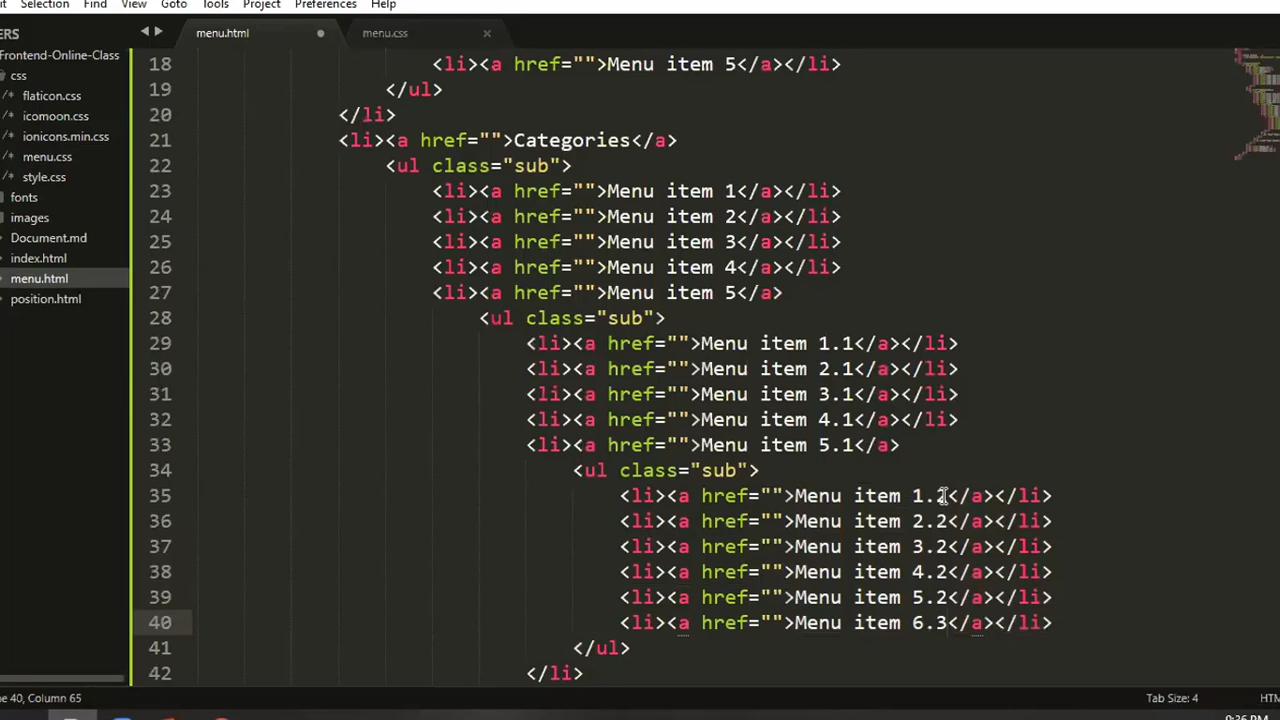 Selection Find View Goto Tools Project Preferences Help
ERS
menu.html
menu.css
Frontend-Online-Class
css
flaticon.css
icomoon.css
ionicons.min.css
menu.css
style.css
fonts
images
Document.md
index.html
menu.html
position.html
18 <li><a href="">Menu item 5</a></li>
19 </ul>
20 </li>
21 <li><a href="">Categories</a>
22 <ul class="sub">
23 <li><a href="">Menu item 1</a></li>
24 <li><a href="">Menu item 2</a></li>
25 <li><a href="">Menu item 3</a></li>
26 <li><a href="">Menu item 4</a></li>
27 <li><a href="">Menu item 5</a>
28 <ul class="sub">
29 <li><a href="">Menu item 1.1</a></li>
30 <li><a href="">Menu item 2.1</a></li>
31 <li><a href="">Menu item 3.1</a></li>
32 <li><a href="">Menu item 4.1</a></li>
33 <li><a href="">Menu item 5.1</a>
34 <ul class="sub">
35 <li><a href="">Menu item 1.2</a></li>
36 <li><a href="">Menu item 2.2</a></li>
37 <li><a href="">Menu item 3.2</a></li>
38 <li><a href="">Menu item 4.2</a></li>
39 <li><a href="">Menu item 5.2</a></li>
40 <li><a href="">Menu item 6.3</a></li>
41 </ul>
42 </li>
ne 40, Column 65
Tab Size: 4
HTM
9:36 PM